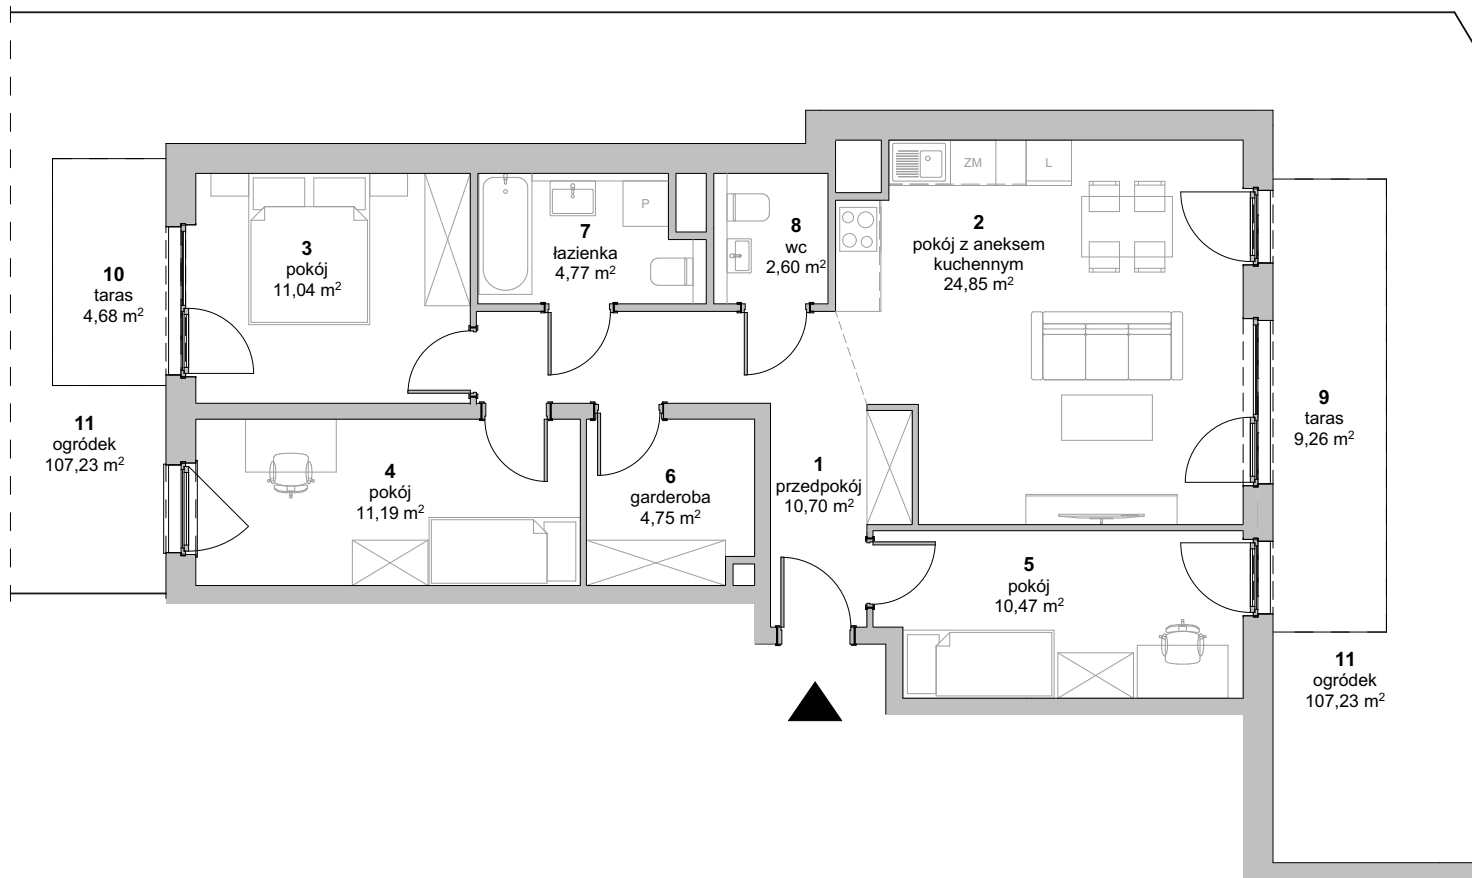 ZM
L
P
3
pokój
11,04 m²
7
łazienka
4,77 m²
8
wc
2,60 m²
2
pokój z aneksem
kuchennym
24,85 m²
10
taras
4,68 m²
11
ogródek
107,23 m²
4
pokój
11,19 m²
6
garderoba
4,75 m²
1
przedpokój
10,70 m²
9
taras
9,26 m²
5
pokój
10,47 m²
11
ogródek
107,23 m²